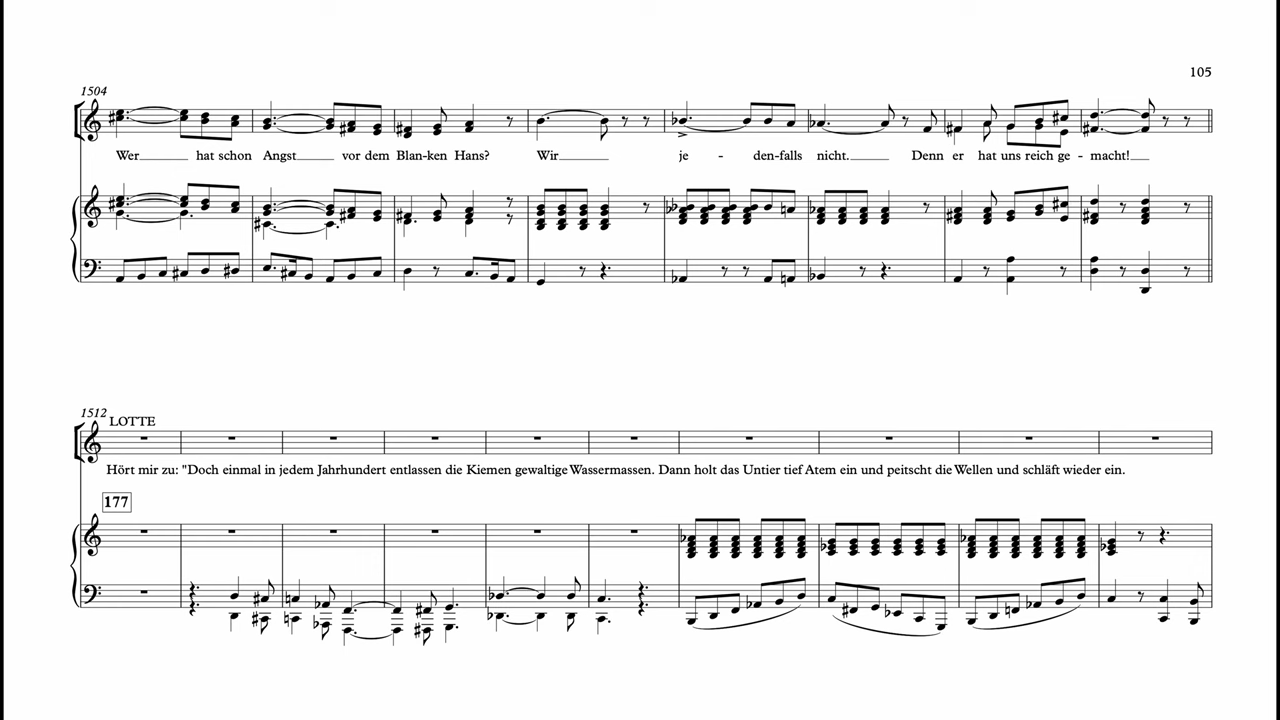 105
1504
Wer hat schon Angst vor dem Blan-ken Hans? Wir je - den-falls nicht. Denn er hat uns reich ge - macht!
1512
LOTTE
Hört mir zu: "Doch einmal in jedem Jahrhundert entlassen die Kiemen gewaltige Wassermassen. Dann holt das Untier tief Atem ein und peitscht die Wellen und schläft wieder ein.
177